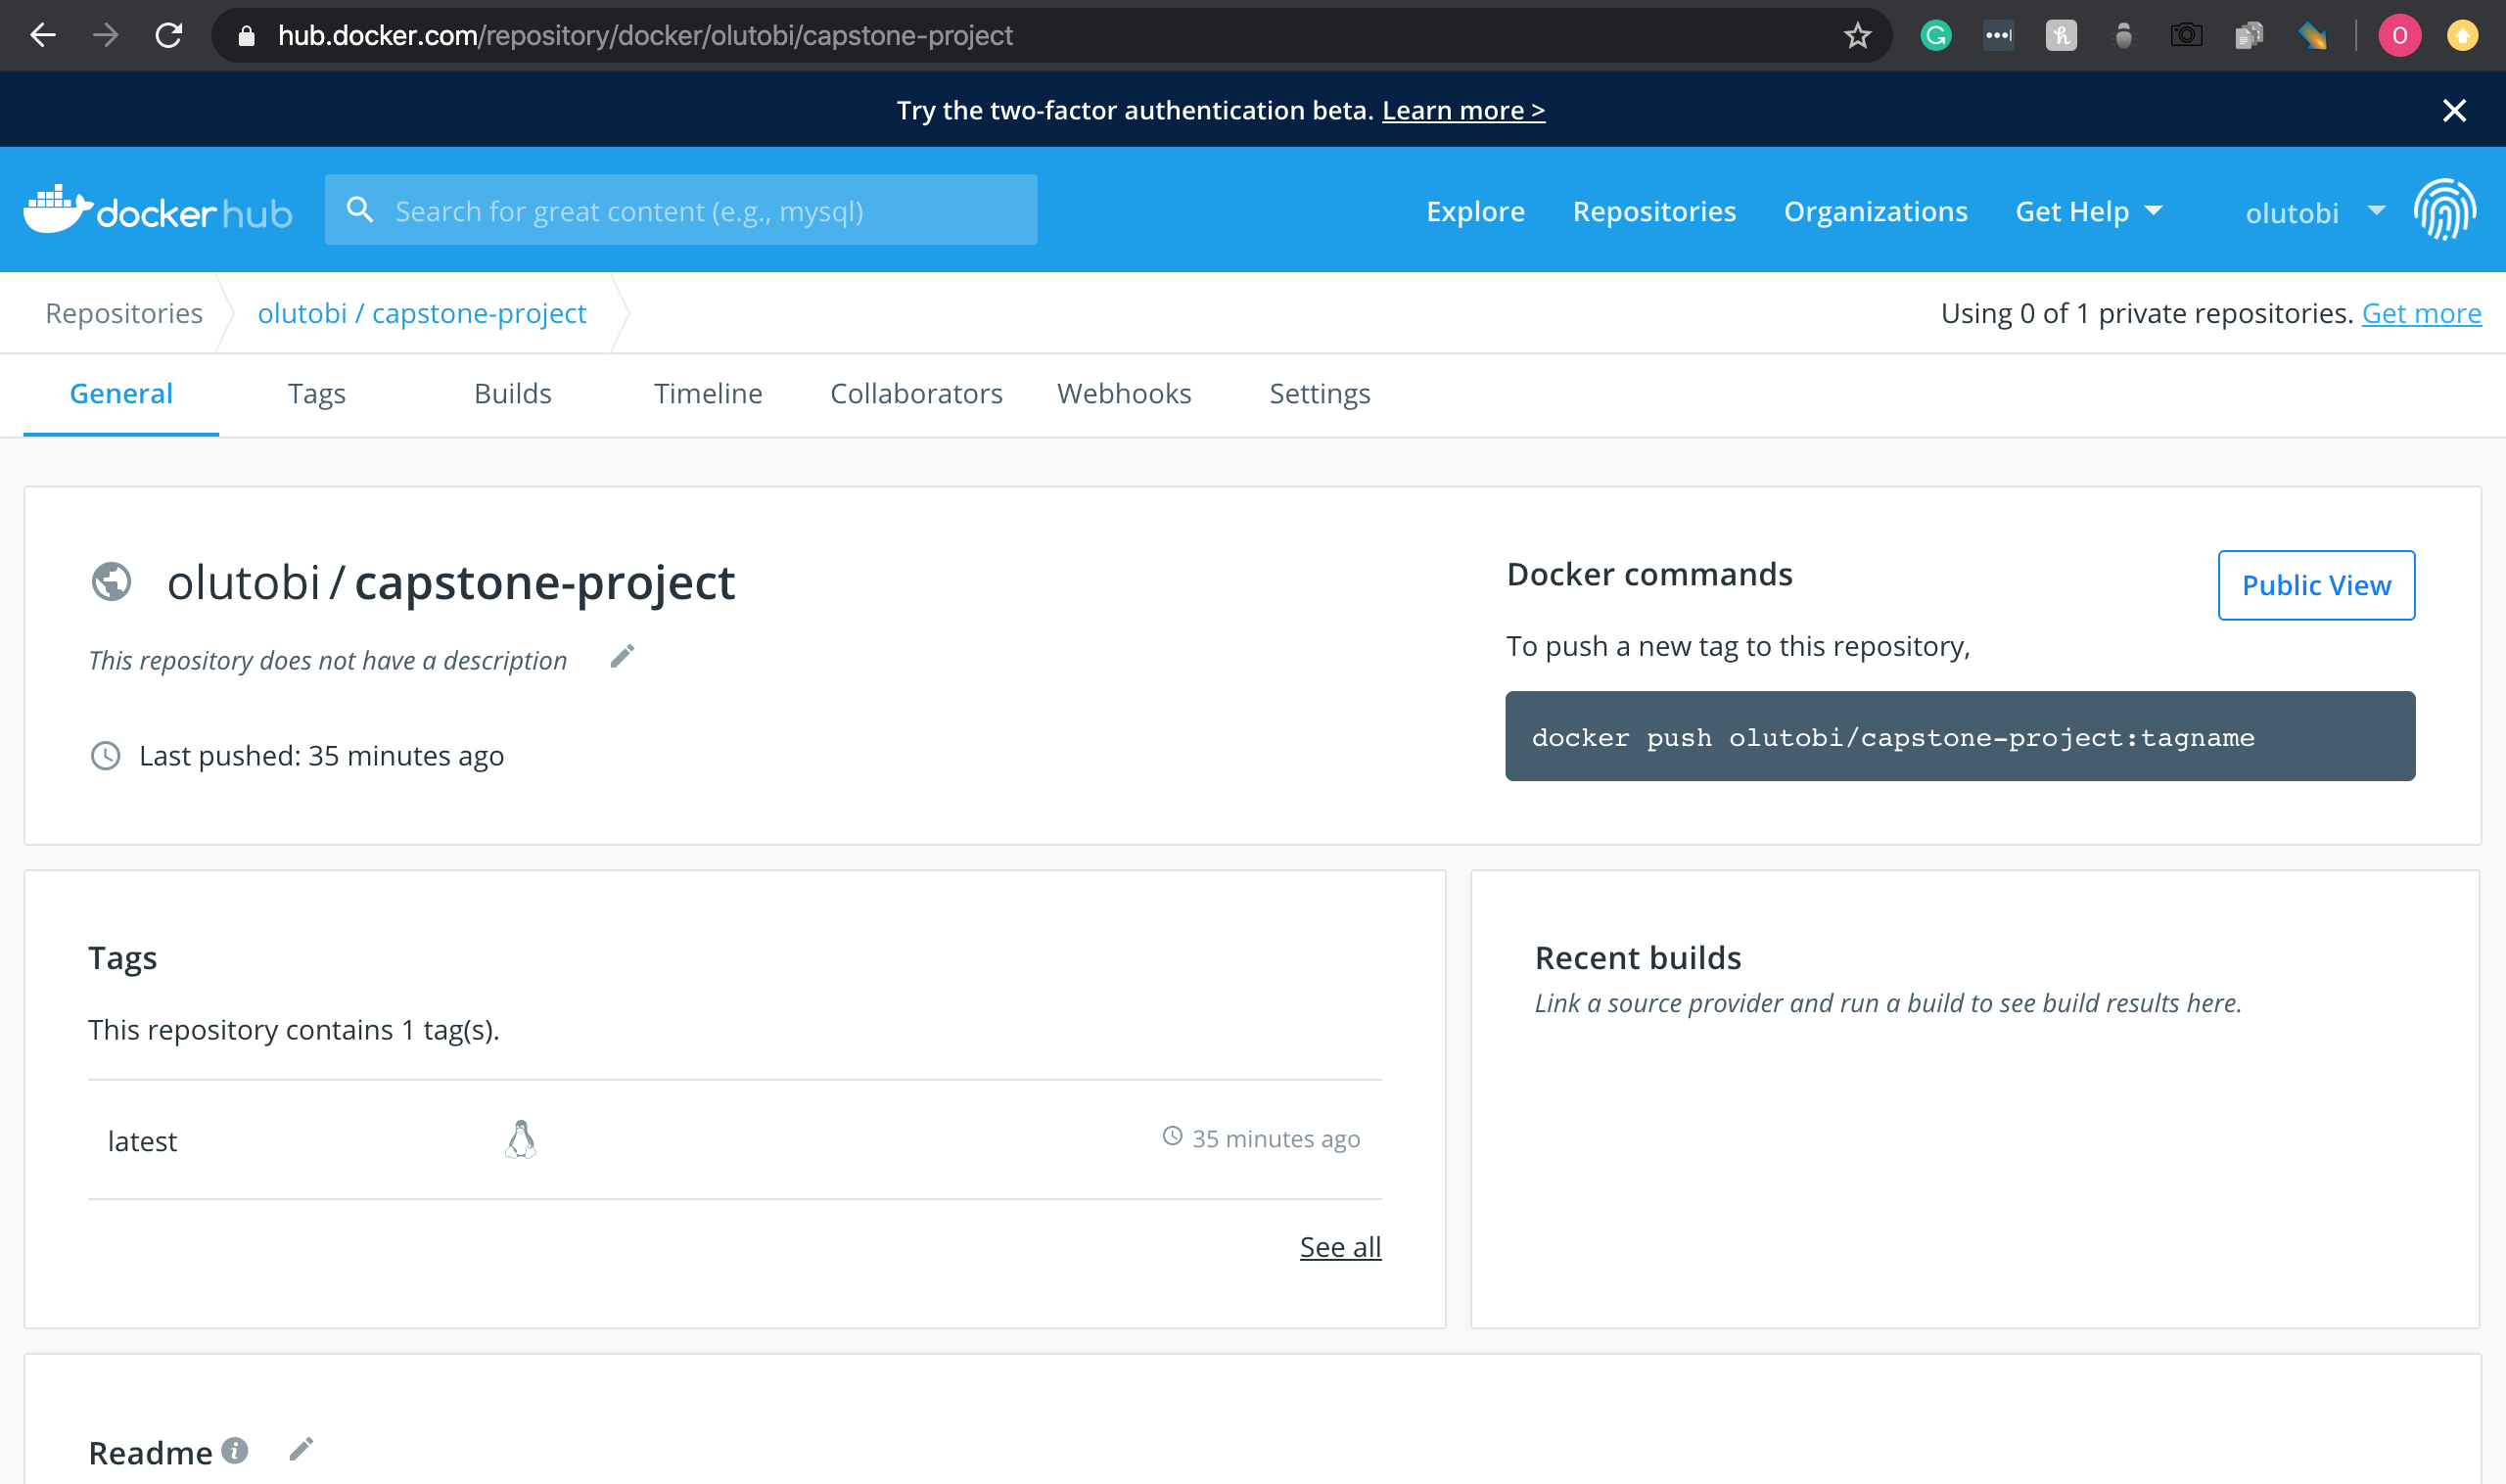 hub.docker.com/repository/docker/olutobi/capstone-project
O
Try the two-factor authentication beta. Learn more >
dockerhub
Search for great content (e.g., mysql)
Explore
Repositories
Organizations
Get Help
olutobi
Repositories
olutobi / capstone-project
Using 0 of 1 private repositories. Get more
General
Tags
Builds
Timeline
Collaborators
Webhooks
Settings
olutobi / capstone-project
This repository does not have a description
Last pushed: 35 minutes ago
Docker commands
Public View
To push a new tag to this repository,
docker push olutobi/capstone-project:tagname
Tags
This repository contains 1 tag(s).
latest
35 minutes ago
See all
Recent builds
Link a source provider and run a build to see build results here.
Readme